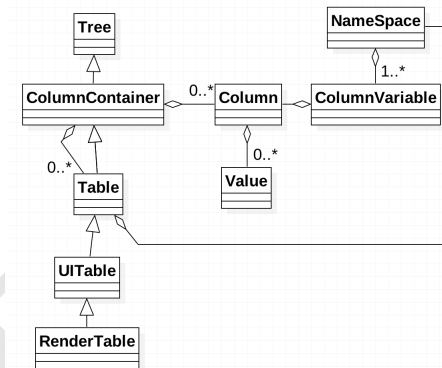 NameSpace
Tree
1..*
ColumnContainer
0..*
Column
ColumnVariable
0..*
0..*
Table
Value
UITable
RenderTable